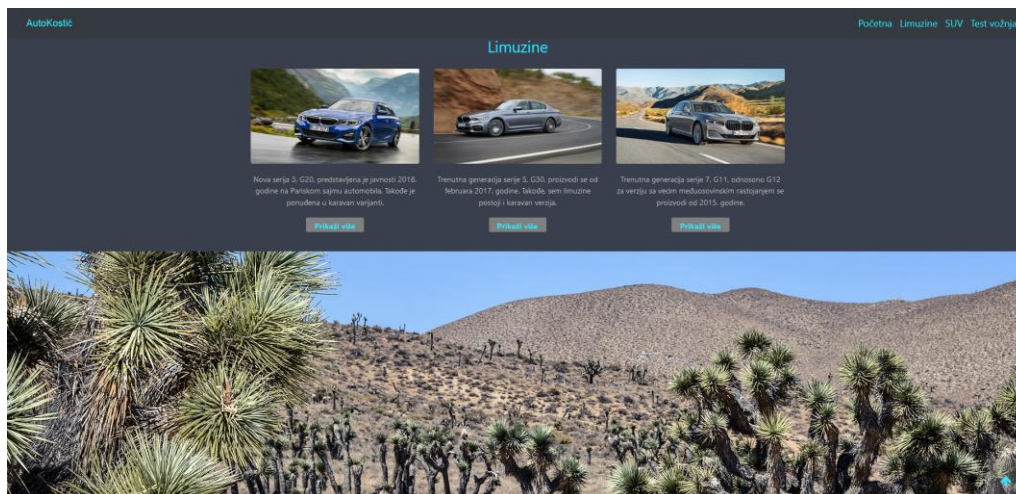 AutoKostić
Početna Limuzine SUV Test vožnja
Limuzine
Nova serija 3, G20, predstavljena je javnosti 2018.
godine na Pariskom sajmu automobila. Takođe je
ponuđena u karavan varijanti.
Prikaži više
Trenutna generacija serije 5, G30, proizvodi se od
februara 2017. godine. Takođe, sem limuzine
postoji i karavan verzija.
Prikaži više
Trenutna generacija serije 7, G11, odnosono G12
za verziju sa vecim međuosovinskim rastojanjem se
proizvodi od 2015. godine.
Prikaži više